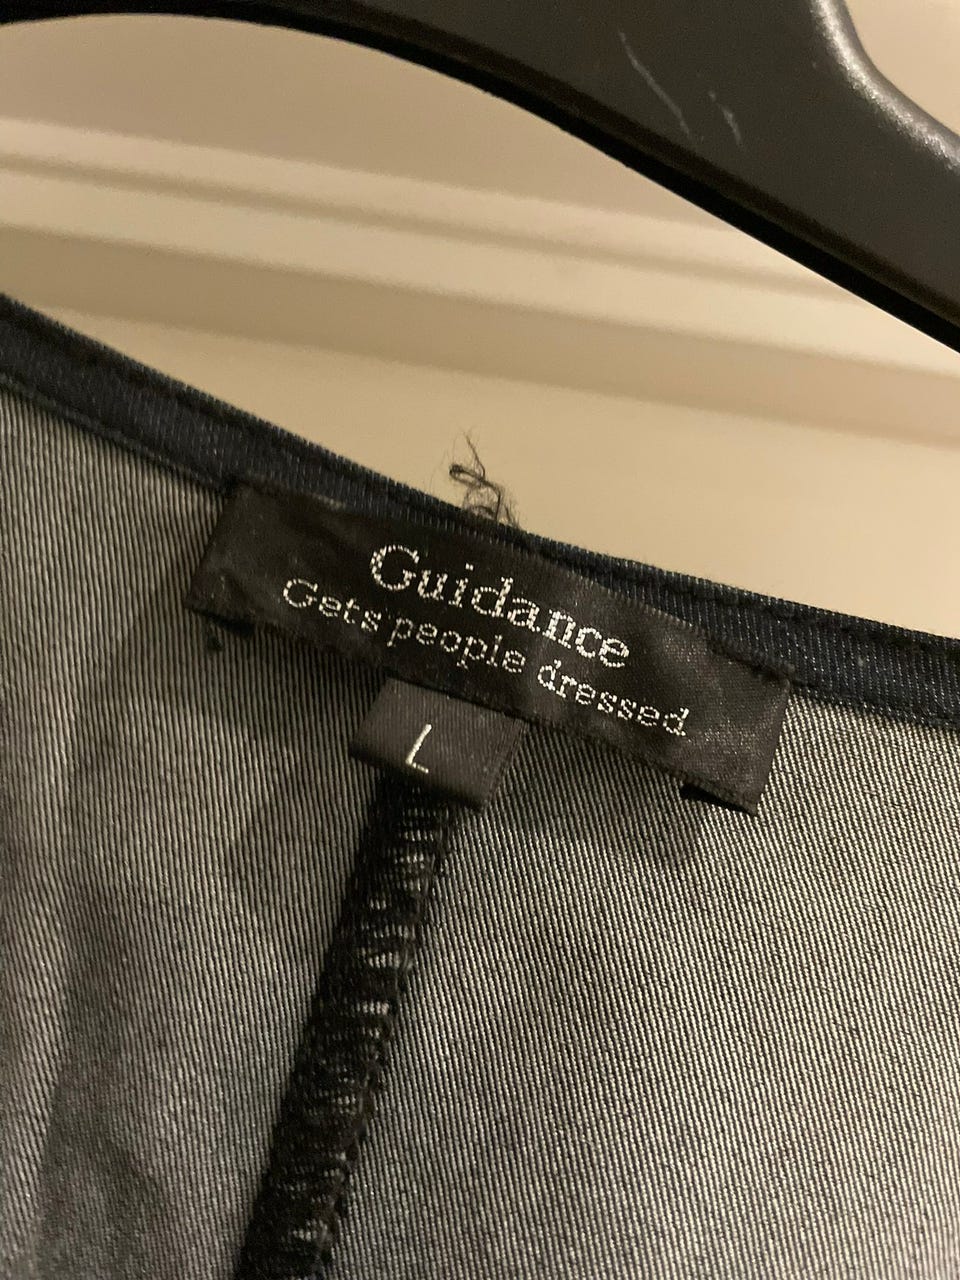 Guidance
Gets people dressed
L